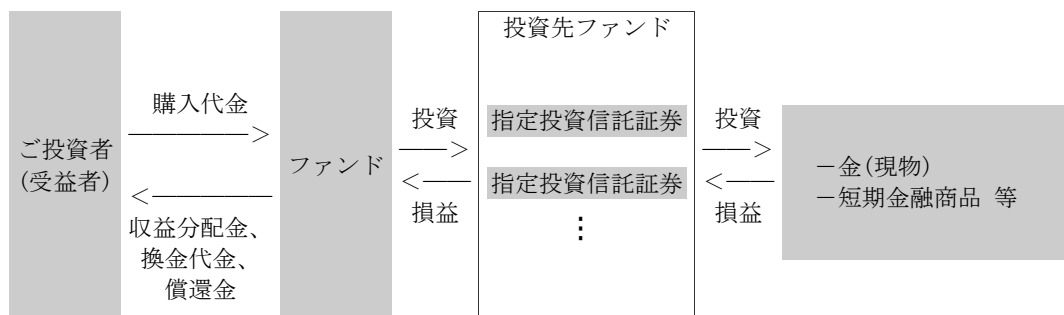 ご投資者
(受益者)
購入代金
————————>
<————————
収益分配金、
換金代金、
償還金
ファンド
投資
———>
<———
損益
投資先ファンド
指定投資信託証券
指定投資信託証券
⋮
投資
———>
<———
損益
－金(現物)
－短期金融商品 等